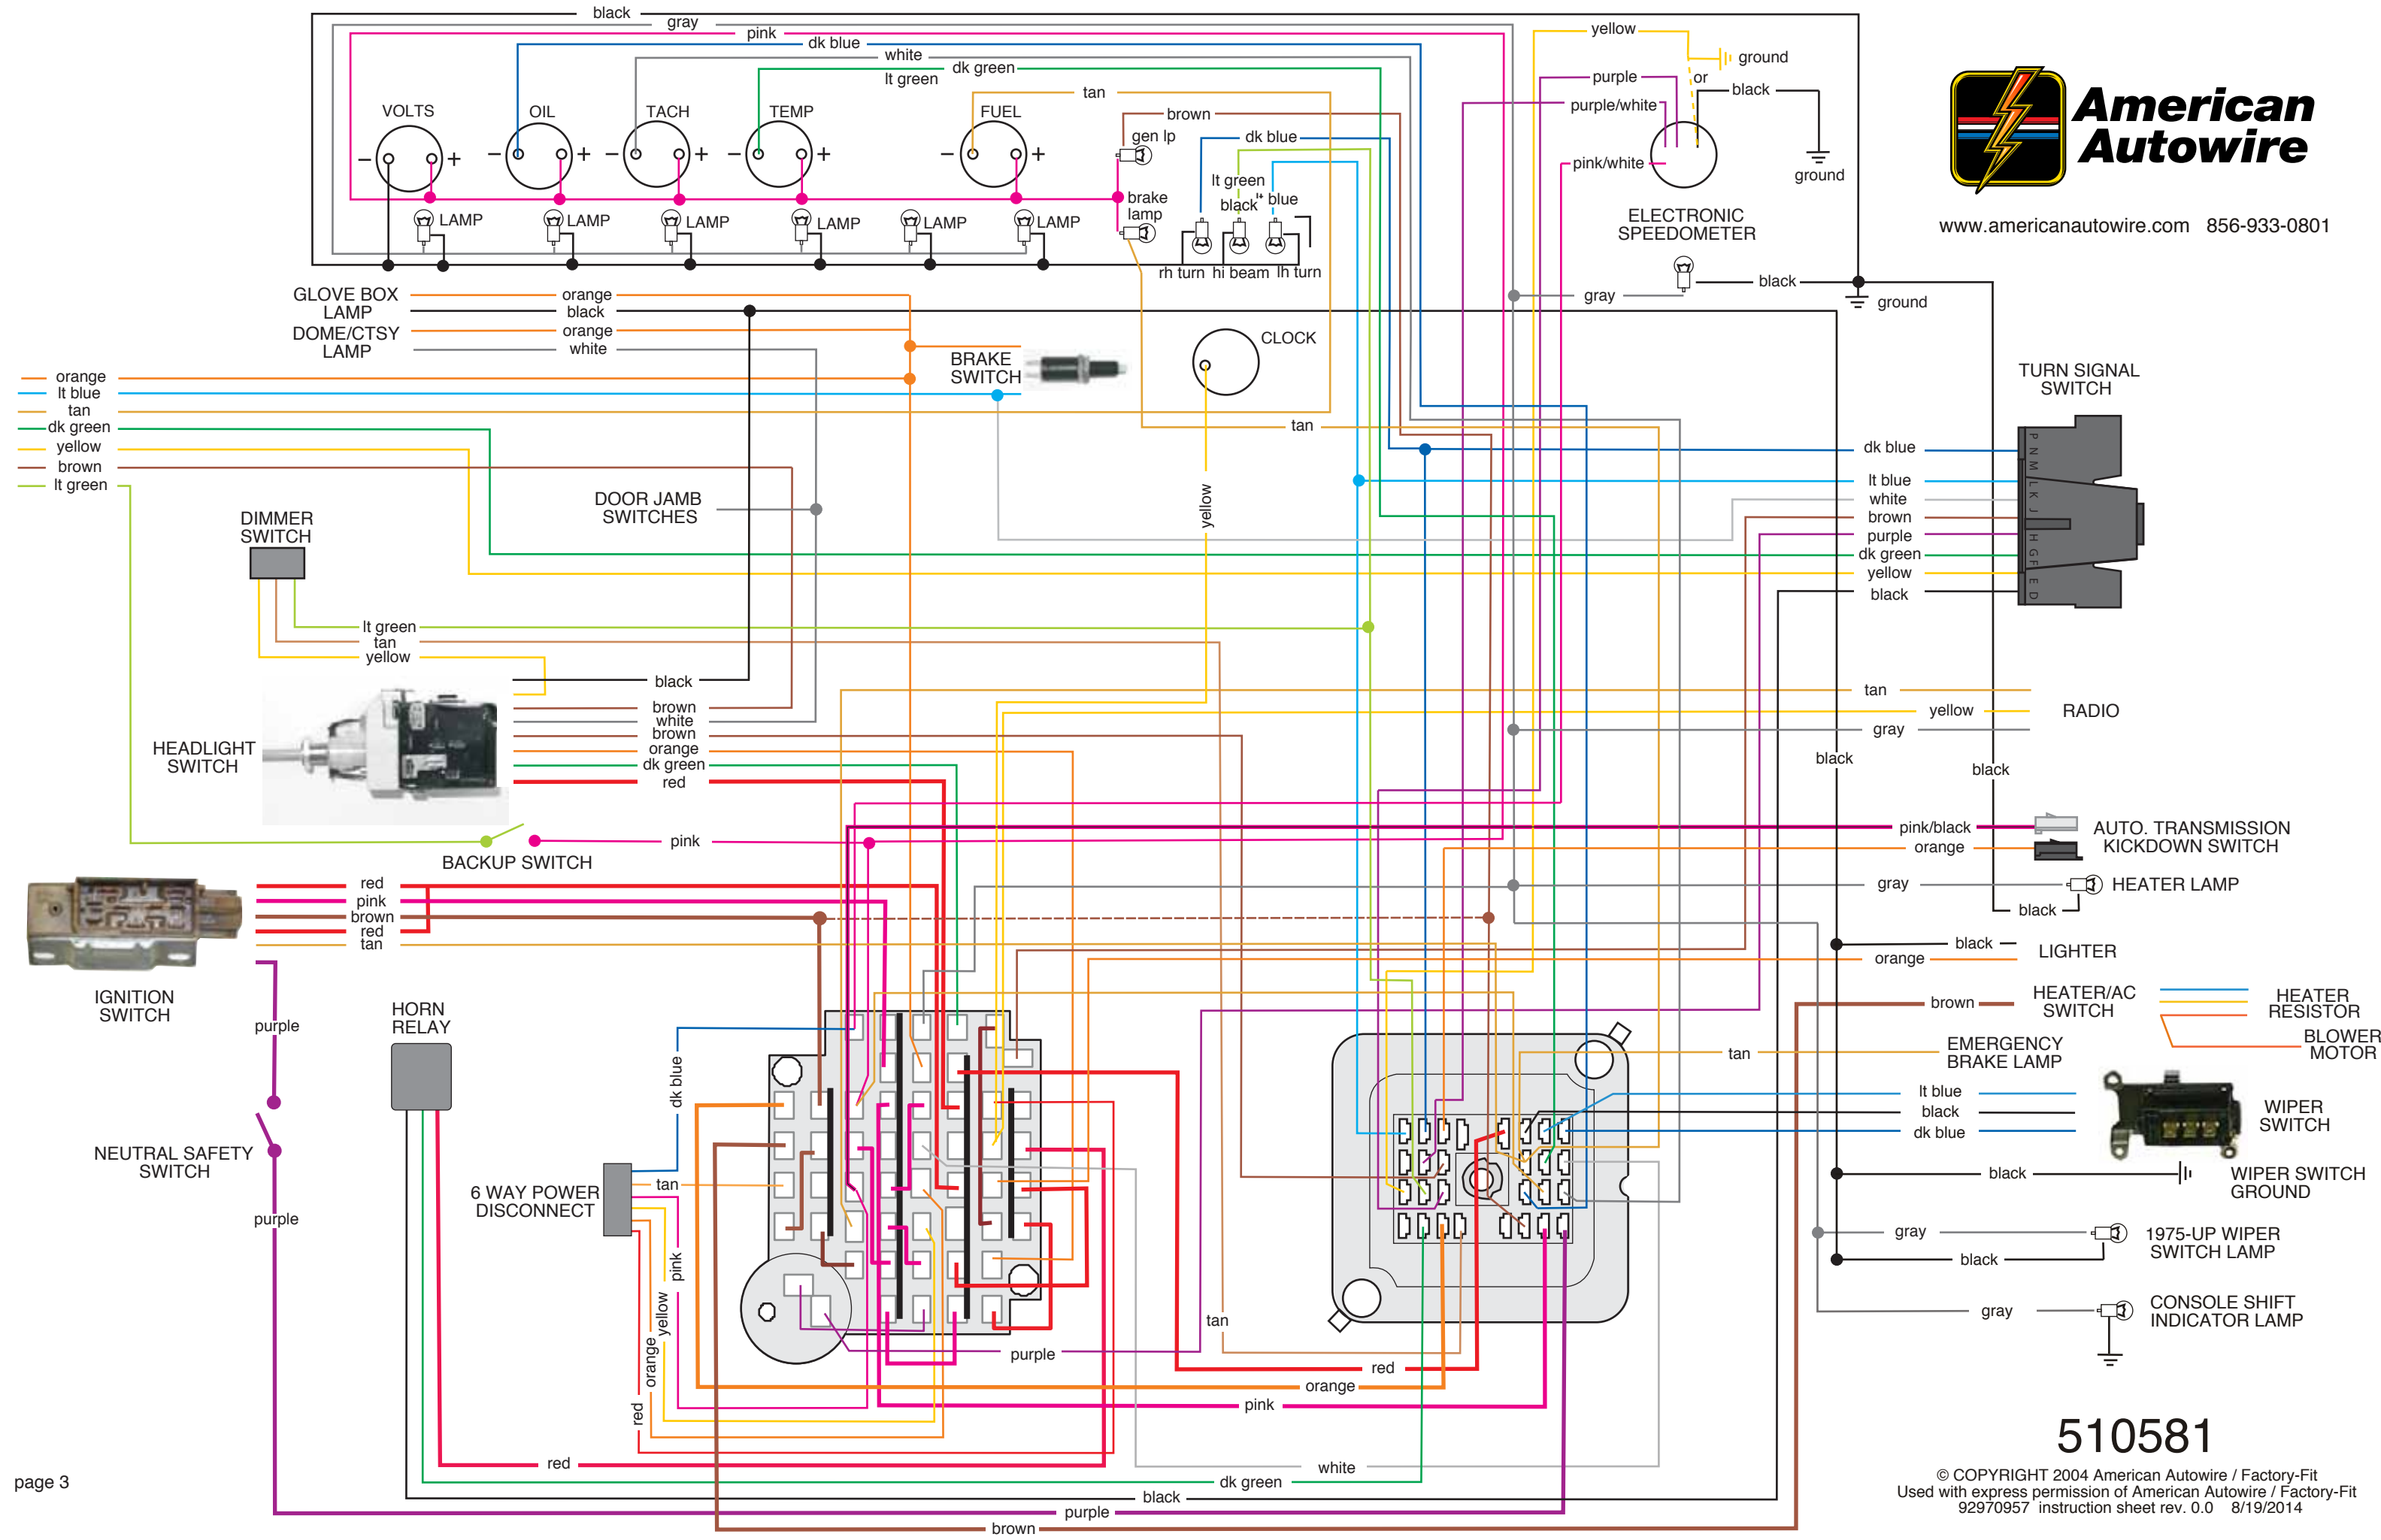 black
gray
pink
dk blue
white
dk green
lt green
tan
brown
gen lp
dk blue
lt green
black
lt blue
VOLTS
OIL
TACH
TEMP
FUEL
− +
− +
− +
− +
− +
brake
lamp
LAMP
LAMP
LAMP
LAMP
LAMP
LAMP
rh turn
hi beam
lh turn
yellow
ground
or
purple
black
purple/white
pink/white
ground
ELECTRONIC
SPEEDOMETER
black
gray
ground
American
Autowire
www.americanautowire.com 856-933-0801
GLOVE BOX
LAMP
orange
black
DOME/CTSY
LAMP
orange
white
BRAKE
SWITCH
CLOCK
orange
lt blue
tan
dk green
yellow
brown
lt green
tan
yellow
TURN SIGNAL
SWITCH
dk blue
lt blue
white
brown
purple
dk green
yellow
black
P
N
M
L
K
J
H
G
F
E
D
DOOR JAMB
SWITCHES
DIMMER
SWITCH
lt green
tan
yellow
black
brown
white
brown
orange
dk green
red
HEADLIGHT
SWITCH
tan
yellow
gray
RADIO
black
black
BACKUP SWITCH
pink
pink/black
orange
AUTO. TRANSMISSION
KICKDOWN SWITCH
gray
HEATER LAMP
black
red
pink
brown
red
tan
IGNITION
SWITCH
black
orange
LIGHTER
brown
HEATER/AC
SWITCH
HEATER
RESISTOR
BLOWER
MOTOR
tan
EMERGENCY
BRAKE LAMP
lt blue
black
dk blue
WIPER
SWITCH
black
WIPER SWITCH
GROUND
gray
black
1975-UP WIPER
SWITCH LAMP
gray
CONSOLE SHIFT
INDICATOR LAMP
HORN
RELAY
purple
NEUTRAL SAFETY
SWITCH
purple
dk blue
6 WAY POWER
DISCONNECT
tan
pink
yellow
orange
red
purple
tan
red
orange
pink
red
white
dk green
black
purple
brown
page 3
510581
© COPYRIGHT 2004 American Autowire / Factory-Fit
Used with express permission of American Autowire / Factory-Fit
92970957 instruction sheet rev. 0.0 8/19/2014